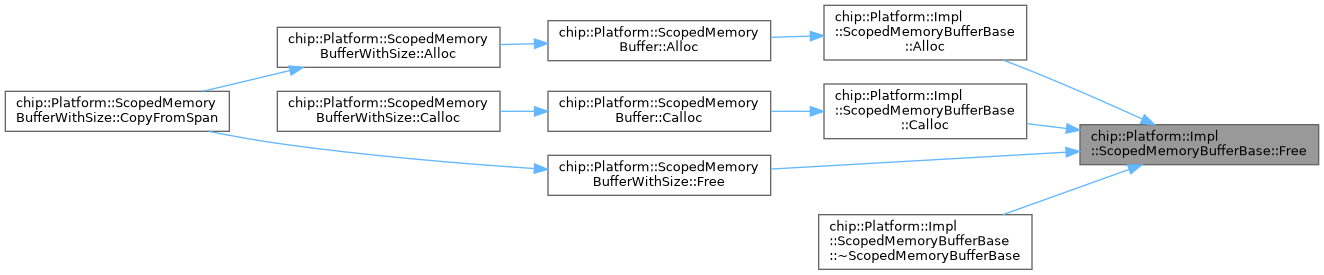 chip::Platform::ScopedMemory
BufferWithSize::CopyFromSpan
chip::Platform::ScopedMemory
BufferWithSize::Alloc
chip::Platform::ScopedMemory
BufferWithSize::Calloc
chip::Platform::ScopedMemory
Buffer::Alloc
chip::Platform::ScopedMemory
Buffer::Calloc
chip::Platform::ScopedMemory
BufferWithSize::Free
chip::Platform::Impl
::ScopedMemoryBufferBase
::Alloc
chip::Platform::Impl
::ScopedMemoryBufferBase
::Calloc
chip::Platform::Impl
::ScopedMemoryBufferBase
::~ScopedMemoryBufferBase
chip::Platform::Impl
::ScopedMemoryBufferBase::Free